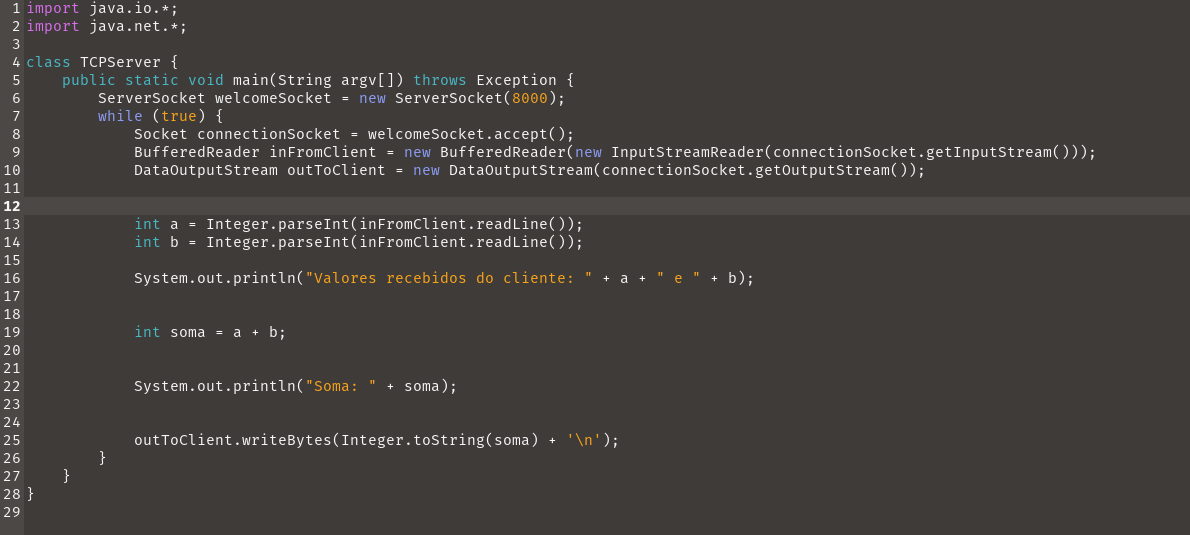 1 import java.io.*;
2 import java.net.*;
3
4 class TCPServer {
5     public static void main(String argv[]) throws Exception {
6         ServerSocket welcomeSocket = new ServerSocket(8000);
7         while (true) {
8             Socket connectionSocket = welcomeSocket.accept();
9             BufferedReader inFromClient = new BufferedReader(new InputStreamReader(connectionSocket.getInputStream()));
10             DataOutputStream outToClient = new DataOutputStream(connectionSocket.getOutputStream());
11
12
13             int a = Integer.parseInt(inFromClient.readLine());
14             int b = Integer.parseInt(inFromClient.readLine());
15
16             System.out.println("Valores recebidos do cliente: " + a + " e " + b);
17
18
19             int soma = a + b;
20
21
22             System.out.println("Soma: " + soma);
23
24
25             outToClient.writeBytes(Integer.toString(soma) + '\n');
26         }
27     }
28 }
29